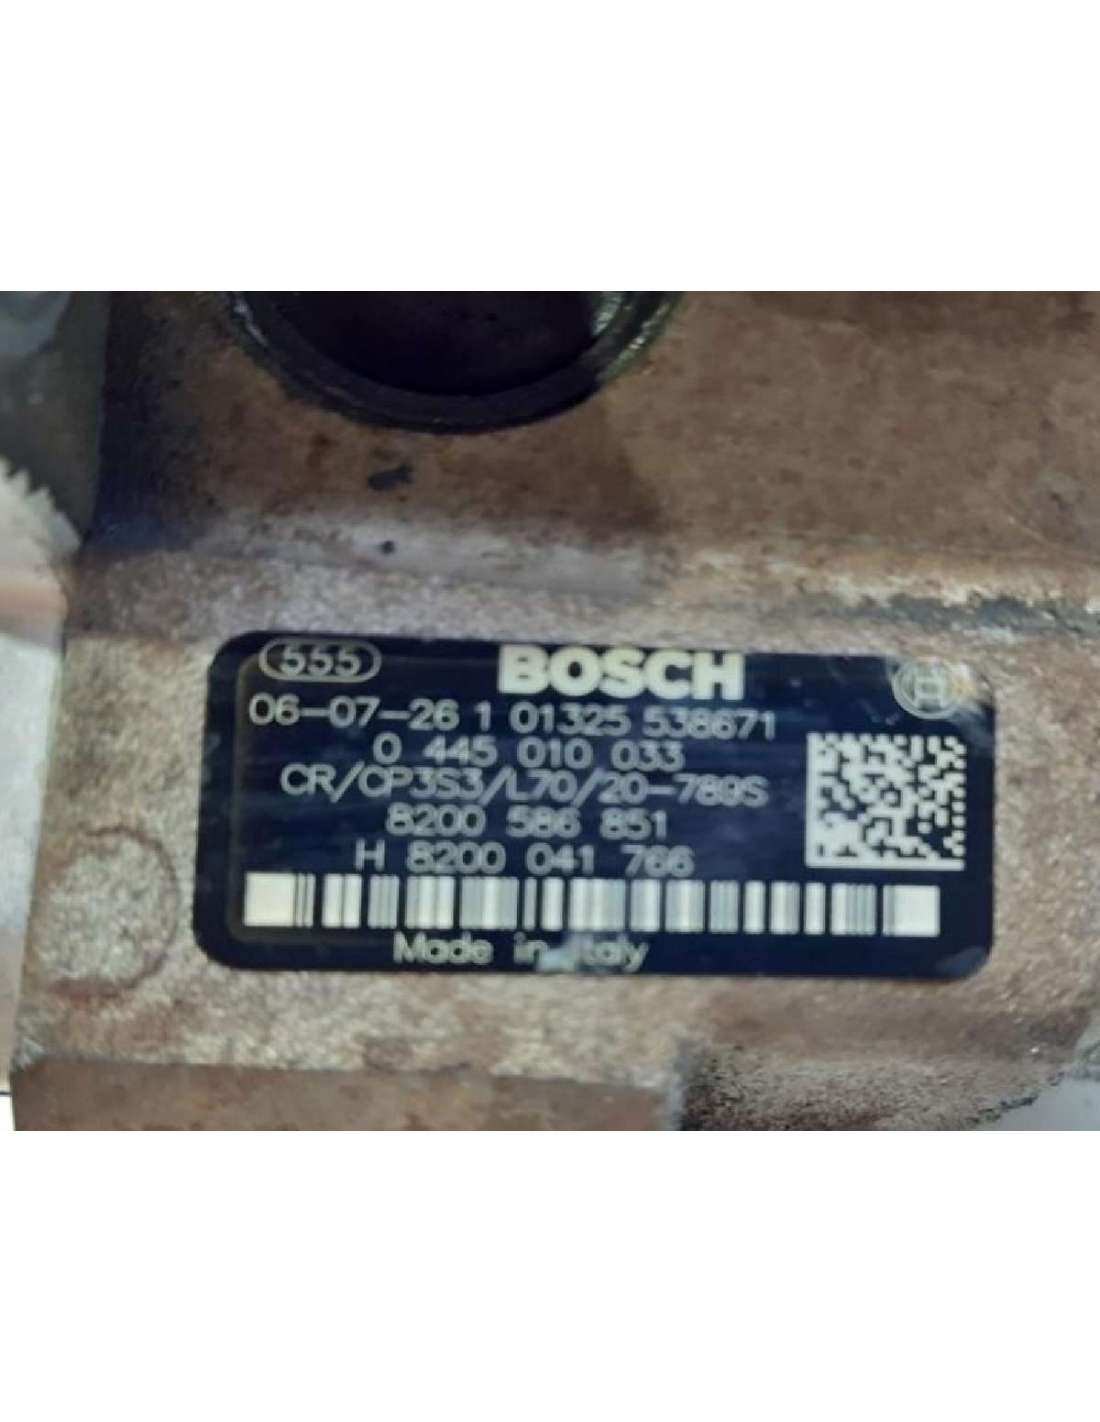 555 BOSCH
06-07-26 1 01325 538671
0 445 010 033
CR/CP3S3/L70/20-789S
8200 586 851
H 8200 041 766
Made in Italy